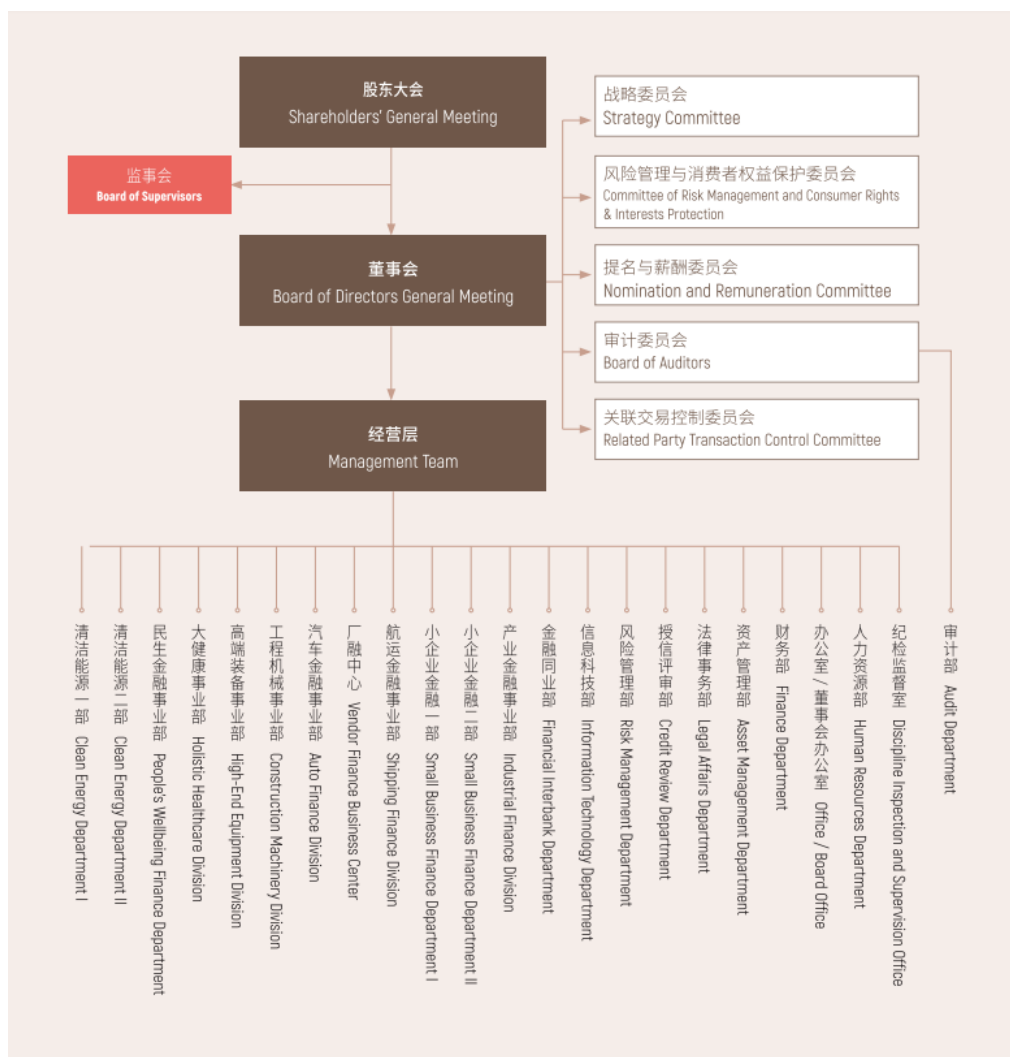 股东大会
Shareholders' General Meeting
监事会
Board of Supervisors
董事会
Board of Directors General Meeting
经营层
Management Team
战略委员会
Strategy Committee
风险管理与消费者权益保护委员会
Committee of Risk Management and Consumer Rights
& Interests Protection
提名与薪酬委员会
Nomination and Remuneration Committee
审计委员会
Board of Auditors
关联交易控制委员会
Related Party Transaction Control Committee
清洁能源一部 Clean Energy Department I
清洁能源二部 Clean Energy Department II
民生金融事业部 People's Wellbeing Finance Department
大健康事业部 Holistic Healthcare Division
高端装备事业部 High-End Equipment Division
工程机械事业部 Construction Machinery Division
汽车金融事业部 Auto Finance Division
厂融中心 Vendor Finance Business Center
航运金融事业部 Shipping Finance Division
小企业金融一部 Small Business Finance Department I
小企业金融二部 Small Business Finance Department II
产业金融事业部 Industrial Finance Division
金融同业部 Financial Interbank Department
信息科技部 Information Technology Department
风险管理部 Risk Management Department
授信评审部 Credit Review Department
法律事务部 Legal Affairs Department
资产管理部 Asset Management Department
财务部 Finance Department
办公室 / 董事会办公室 Office / Board Office
人力资源部 Human Resources Department
纪检监督室 Discipline Inspection and Supervision Office
审计部 Audit Department